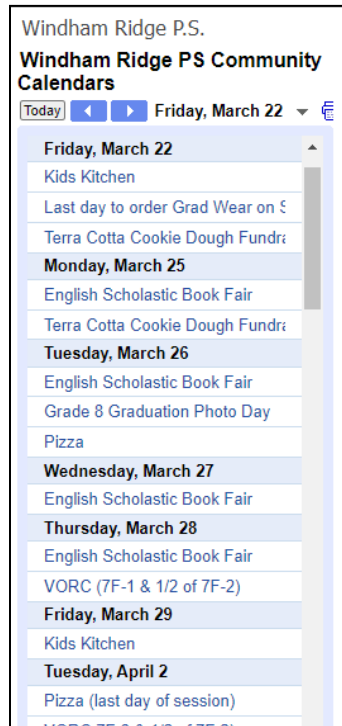 Windham Ridge P.S.
Windham Ridge PS Community
Calendars
Today Friday, March 22
Friday, March 22
Kids Kitchen
Last day to order Grad Wear on
Terra Cotta Cookie Dough
Monday, March 25
English Scholastic Book Fair
Terra Cotta Cookie Dough
Tuesday, March 26
English Scholastic Book Fair
Grade 8 Graduation Photo Day
Pizza
Wednesday, March 27
English Scholastic Book Fair
Thursday, March 28
English Scholastic Book Fair
VORC (7F-1 & 1/2 of 7F-2)
Friday, March 29
Kids Kitchen
Tuesday, April 2
Pizza (last day of session)